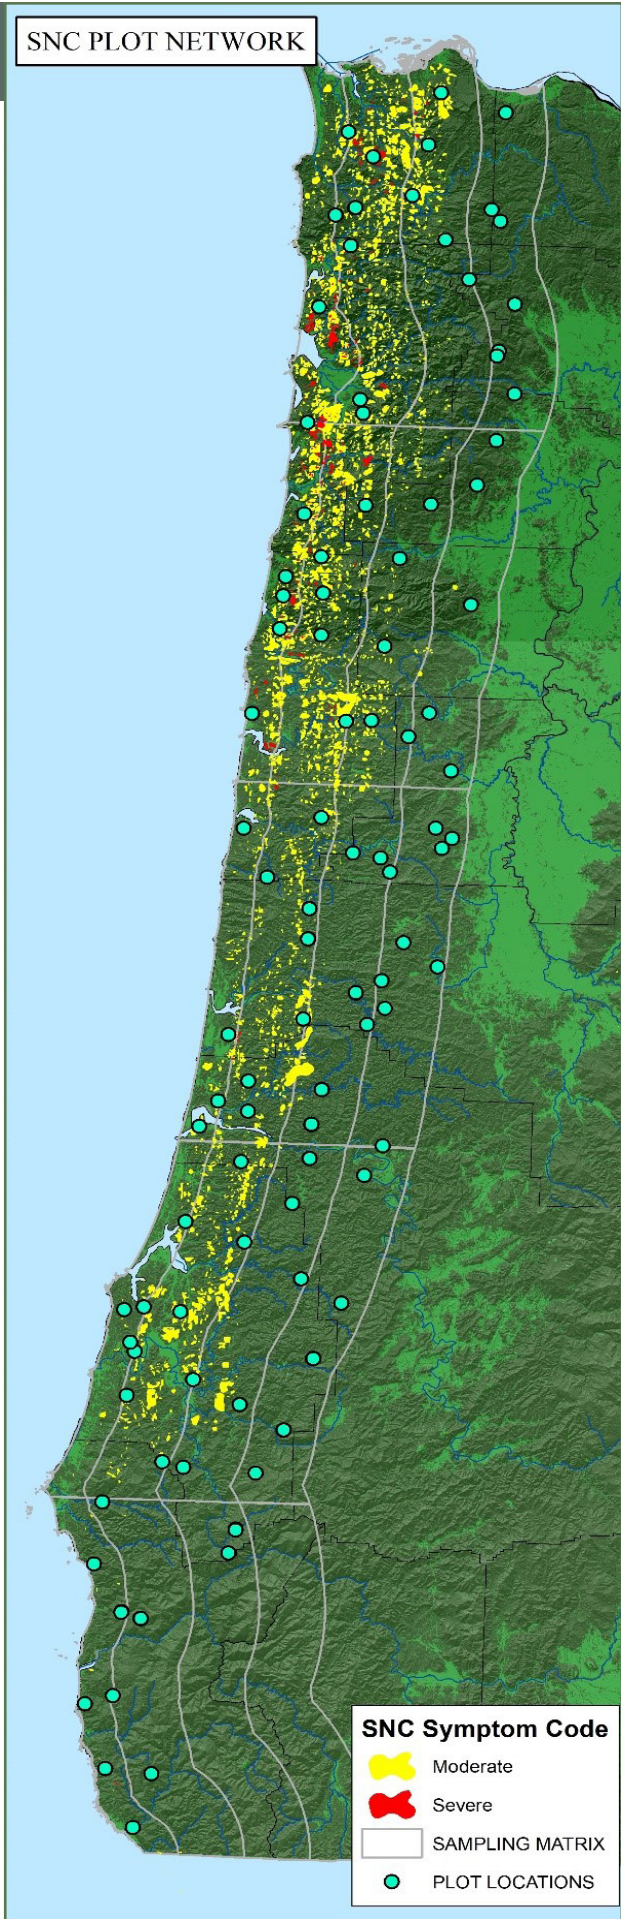 SNC PLOT NETWORK
SNC Symptom Code
Moderate
Severe
SAMPLING MATRIX
PLOT LOCATIONS